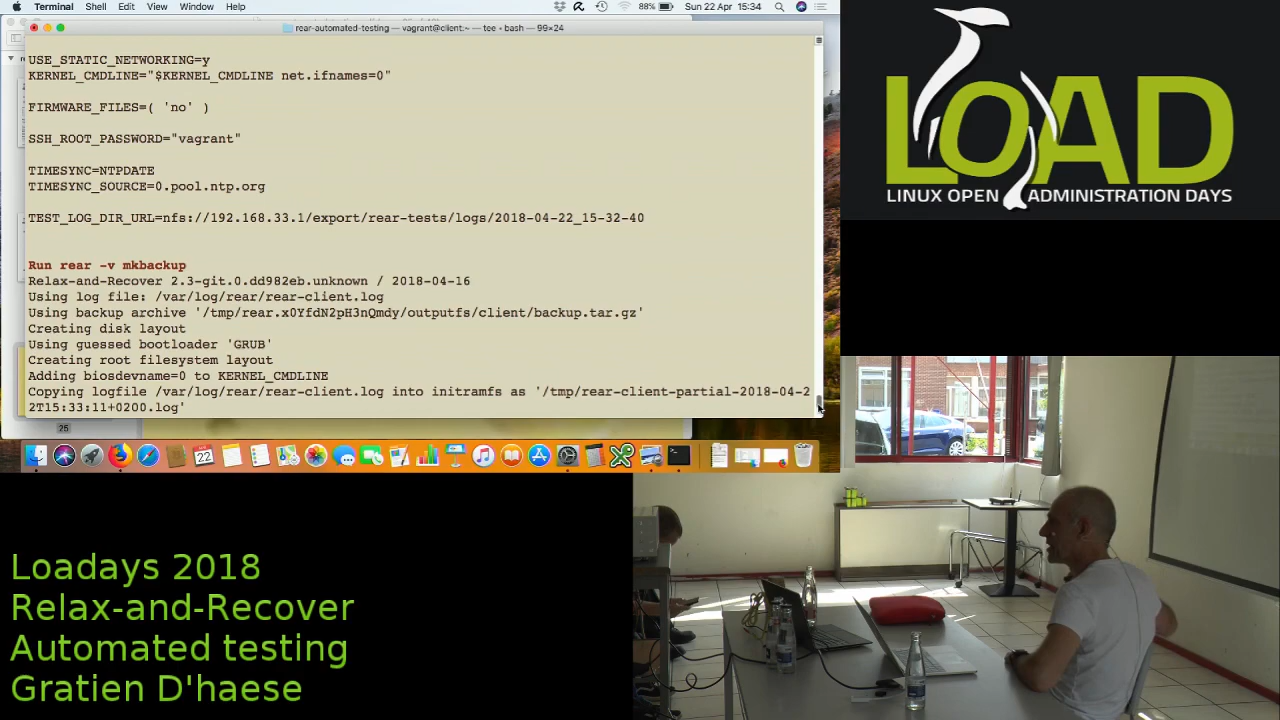 Terminal Shell Edit View Window Help
88% Sun 22 Apr 15:34
rear-automated-testing — vagrant@client:~ — tee • bash — 99×24
USE_STATIC_NETWORKING=y
KERNEL_CMDLINE="$KERNEL_CMDLINE net.ifnames=0"
FIRMWARE_FILES=( 'no' )
SSH_ROOT_PASSWORD="vagrant"
TIMESYNC=NTPDATE
TIMESYNC_SOURCE=0.pool.ntp.org
TEST_LOG_DIR_URL=nfs://192.168.33.1/export/rear-tests/logs/2018-04-22_15-32-40
Run rear -v mkbackup
Relax-and-Recover 2.3-git.0.dd982eb.unknown / 2018-04-16
Using log file: /var/log/rear/rear-client.log
Using backup archive '/tmp/rear.x0YfdN2pH3nQmdy/outputfs/client/backup.tar.gz'
Creating disk layout
Using guessed bootloader 'GRUB'
Creating root filesystem layout
Adding biosdevname=0 to KERNEL_CMDLINE
Copying logfile /var/log/rear/rear-client.log into initramfs as '/tmp/rear-client-partial-2018-04-2
2T15:33:11+0200.log'
25
22
LOAD
LINUX OPEN ADMINISTRATION DAYS
Loadays 2018
Relax-and-Recover
Automated testing
Gratien D'haese